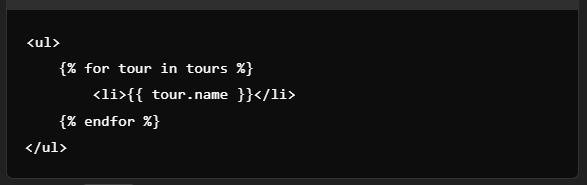 <ul>
    {% for tour in tours %}
        <li>{{ tour.name }}</li>
    {% endfor %}
</ul>